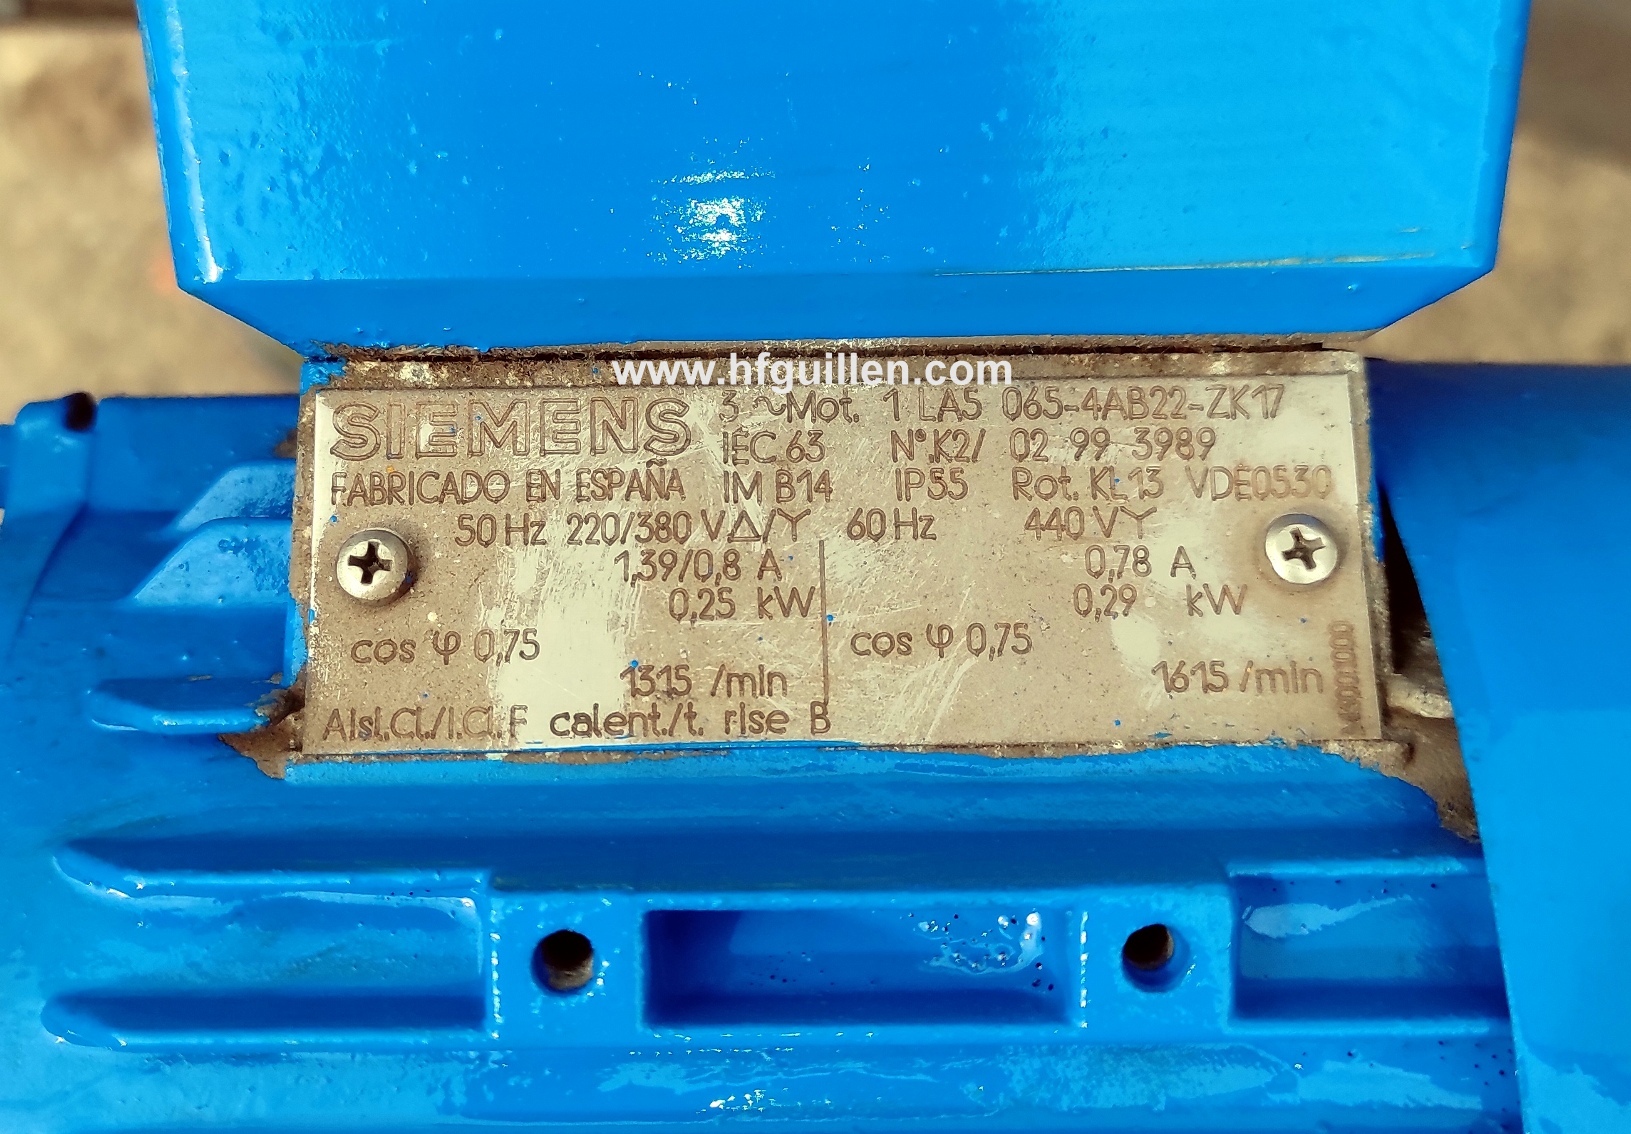 www.hfguillen.com
SIEMENS 3 ~Mot. 1 LA5 065-4AB22-ZK17
IEC 63 N°.K2/ 02 99 3989
FABRICADO EN ESPAÑA IM B14 IP55 Rot. KL13 VDE0530
50 Hz 220/380 V∆/Y 60 Hz 440 VY
1,39/0,8 A 0,78 A
0,25 kW 0,29 kW
cos φ 0,75 cos φ 0,75
1315 /min 1615 /min
Aisl.Cl./I.Cl. F calent./t. rise B